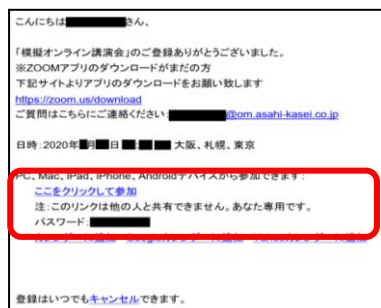 こんにちは さん、
「模擬オンライン講演会」のご登録ありがとうございました。
※ZOOMアプリのダウンロードがまだの方
下記サイトよりアプリのダウンロードをお願い致します
https://zoom.us/download
ご質問はこちらにご連絡ください: @om.asahi-kasei.co.jp
日時:2020年 月 日 大阪、札幌、東京
PC、Mac、iPad、iPhone、Androidデバイスから参加できます:
ここをクリックして参加
注:このリンクは他の人と共有できません。あなた専用です。
パスワード:
登録はいつでもキャンセルできます。